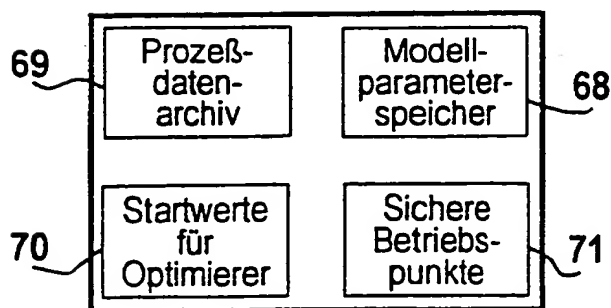 69
Prozeß-
daten-
archiv
Modell-
parameter-
speicher
68
70
Startwerte
für
Optimierer
Sichere
Betriebs-
punkte
71